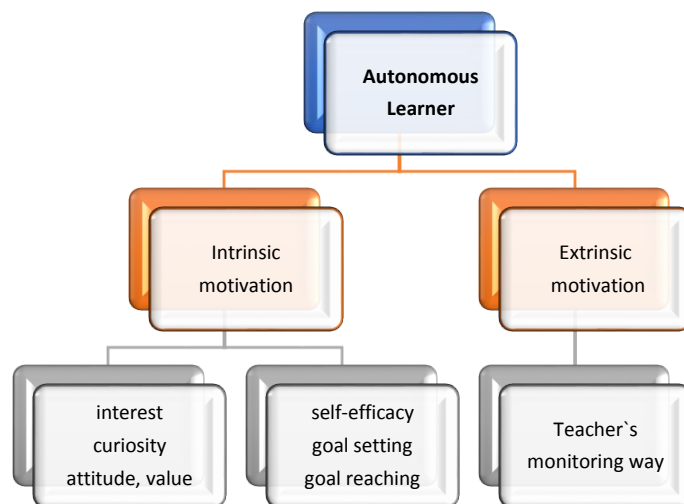 Autonomous
Learner
Intrinsic
motivation
Extrinsic
motivation
interest
curiosity
attitude, value
self-efficacy
goal setting
goal reaching
Teacher`s
monitoring way